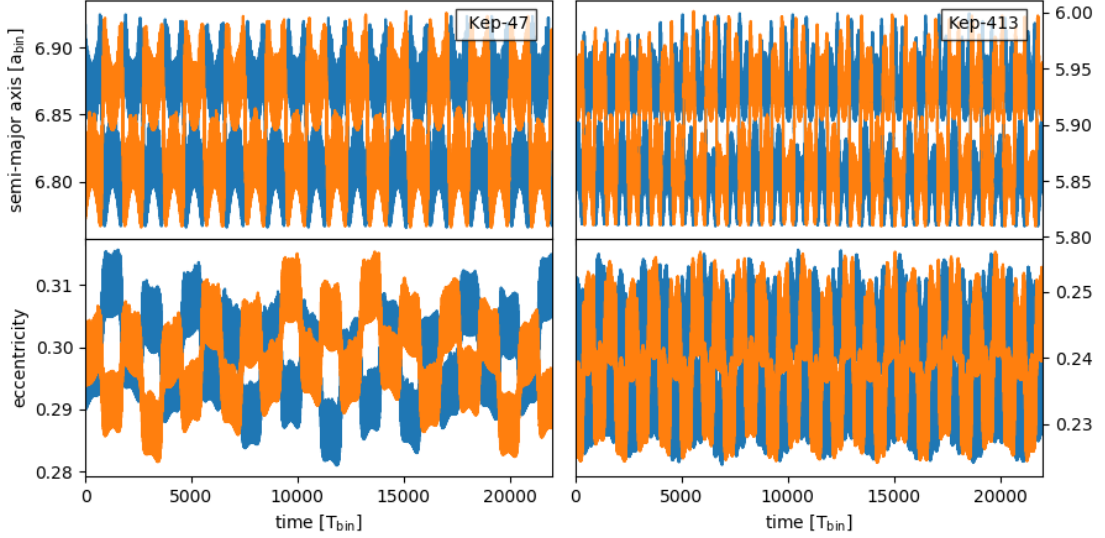 Kep-47
Kep-413
semi-major axis [a_bin]
6.90
6.85
6.80
6.00
5.95
5.90
5.85
5.80
eccentricity
0.31
0.30
0.29
0.28
0.25
0.24
0.23
0 5000 10000 15000 20000
0 5000 10000 15000 20000
time [T_bin]
time [T_bin]